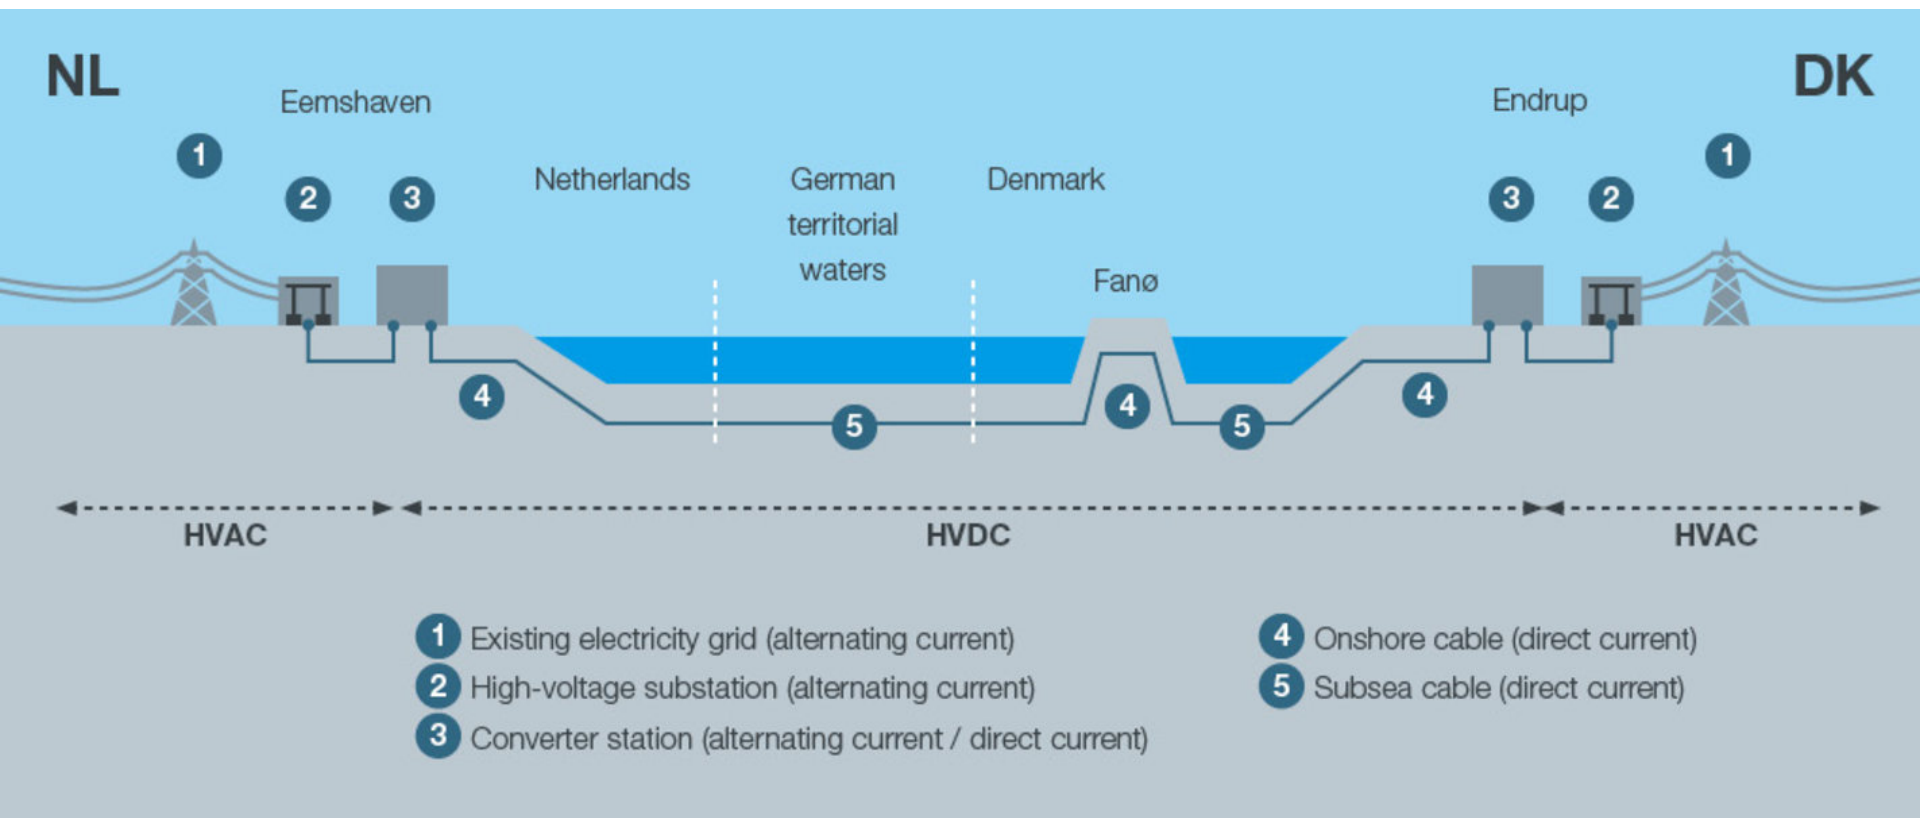 NL
DK
Eemshaven
Endrup
1
1
2
3
3
2
Netherlands
German
territorial
waters
Denmark
Fanø
4
5
4
5
4
HVAC
HVDC
HVAC
1 Existing electricity grid (alternating current)
2 High-voltage substation (alternating current)
3 Converter station (alternating current / direct current)
4 Onshore cable (direct current)
5 Subsea cable (direct current)